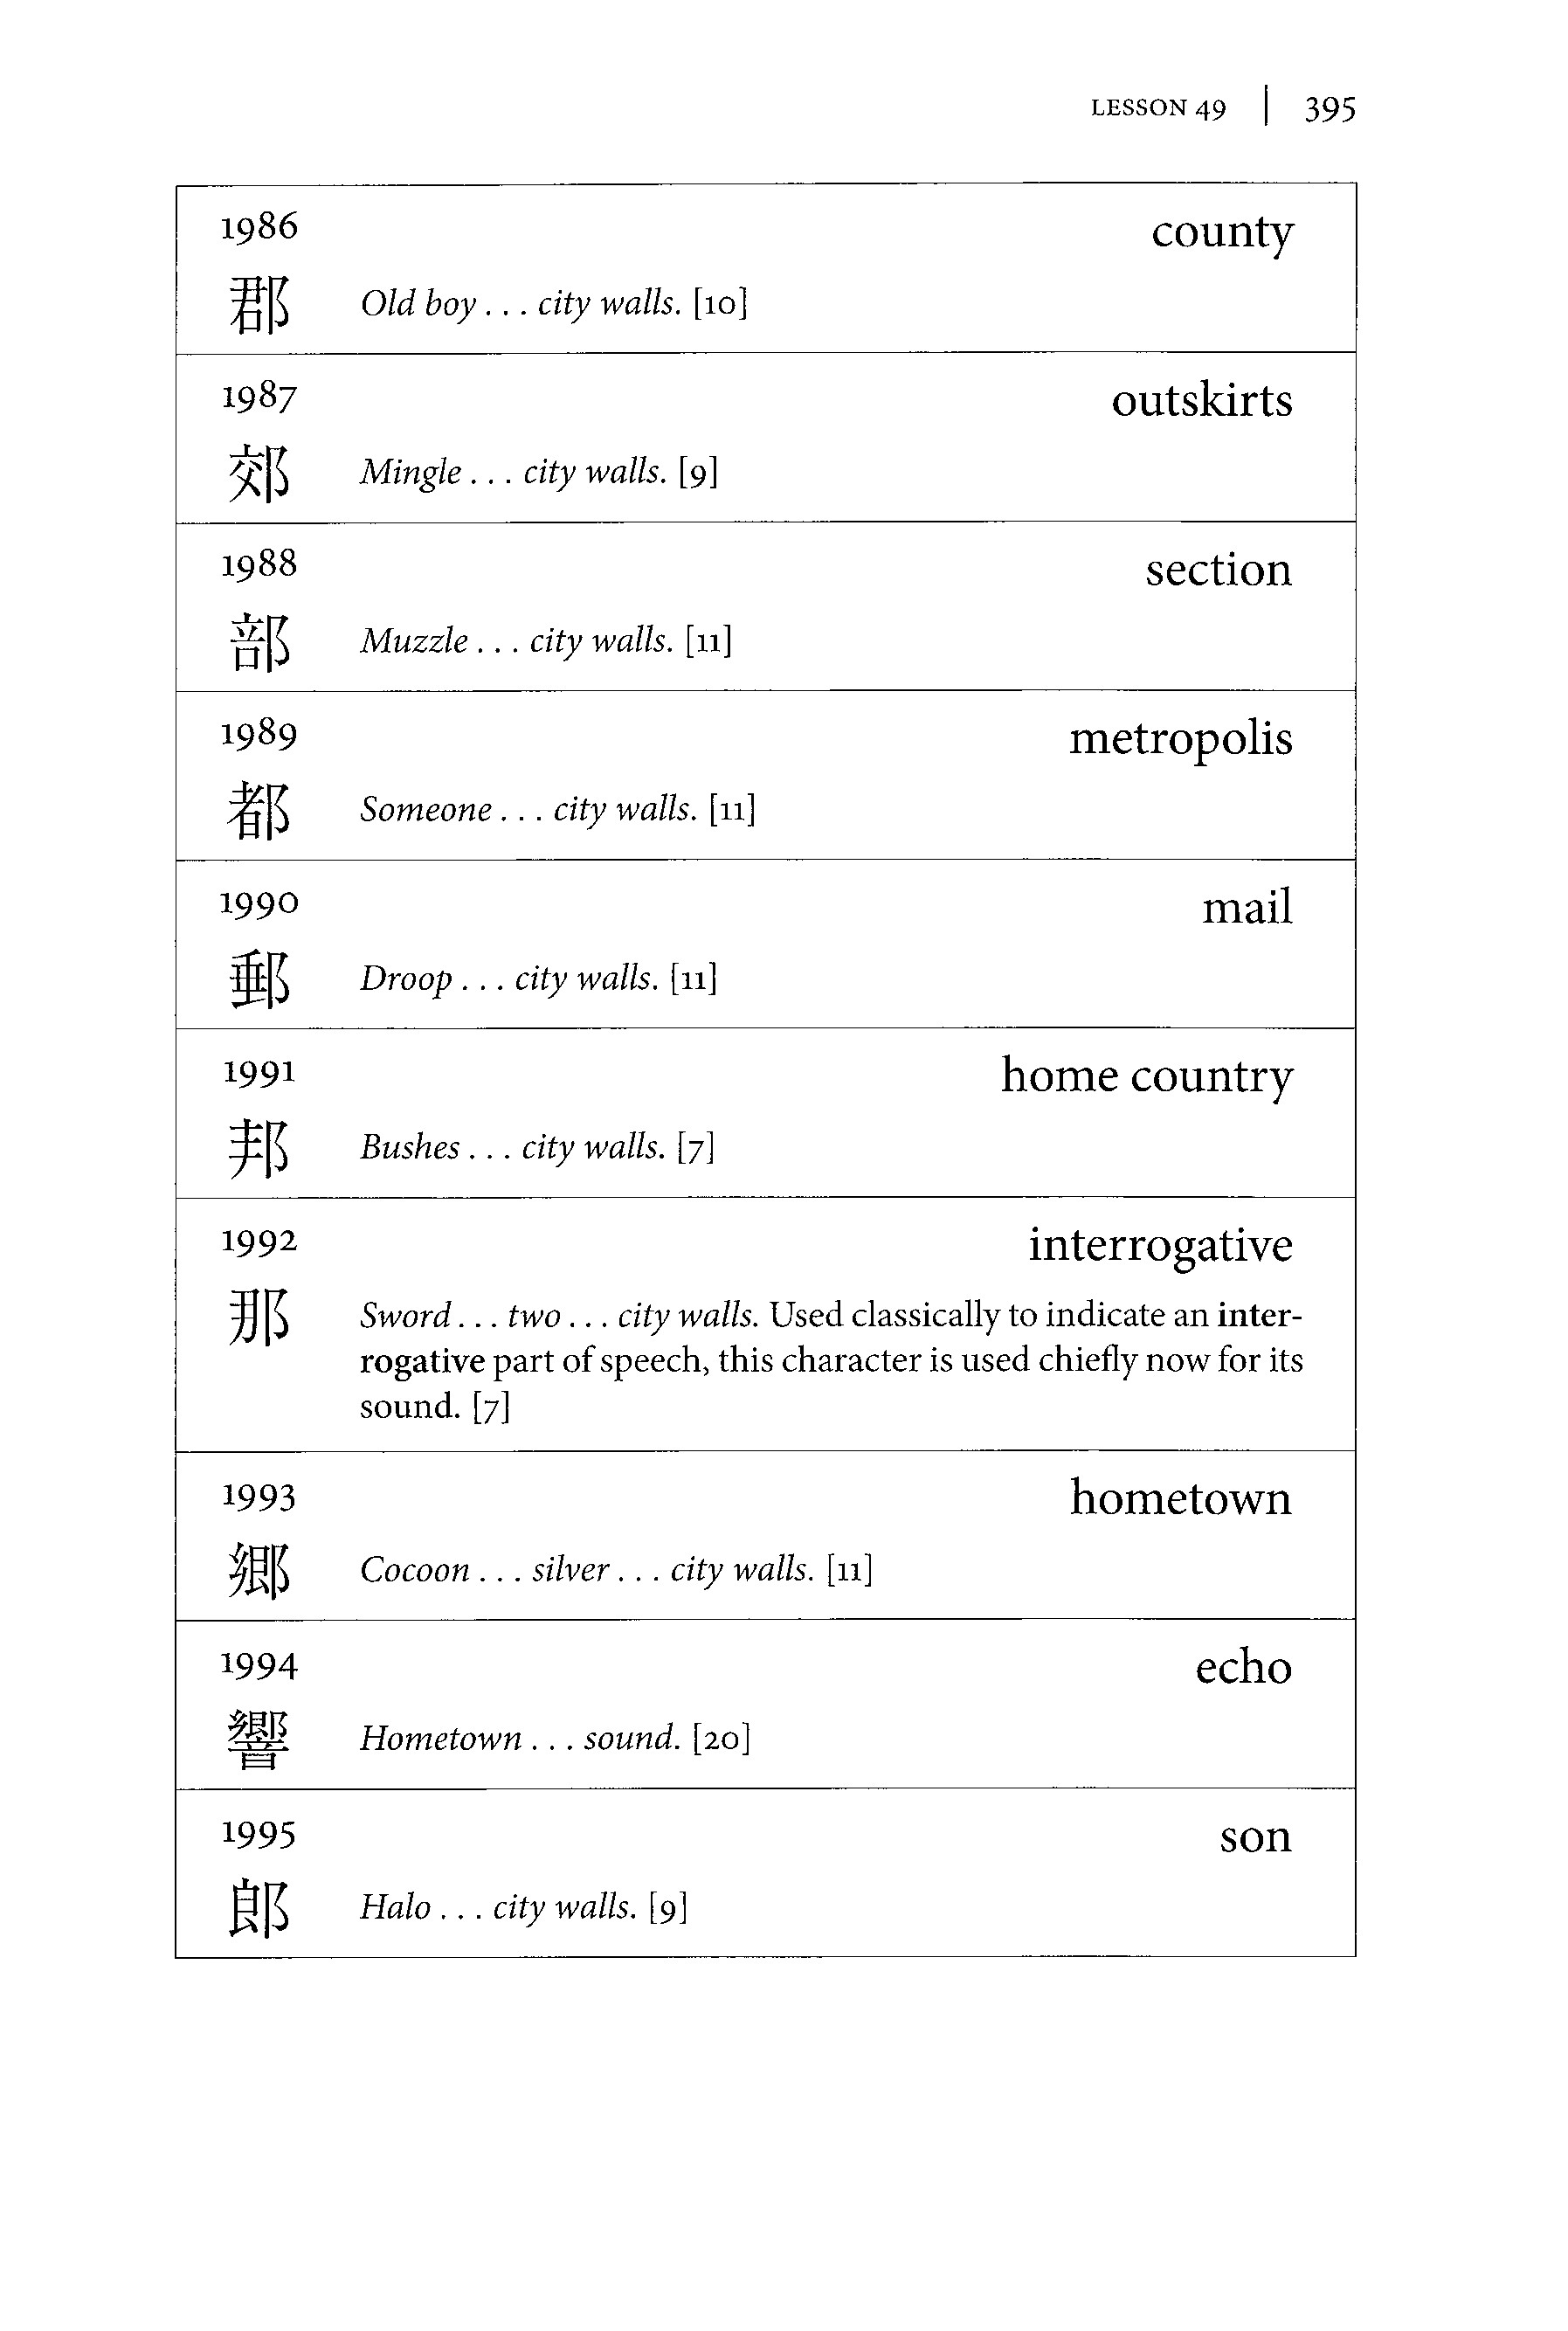 LESSON 49 | 395
1986 county
郡 Old boy . . . city walls. [10]
1987 outskirts
郊 Mingle . . . city walls. [9]
1988 section
部 Muzzle . . . city walls. [11]
1989 metropolis
都 Someone . . . city walls. [11]
1990 mail
郵 Droop . . . city walls. [11]
1991 home country
邦 Bushes . . . city walls. [7]
1992 interrogative
那 Sword . . . two . . . city walls. Used classically to indicate an inter-
rogative part of speech, this character is used chiefly now for its
sound. [7]
1993 hometown
郷 Cocoon . . . silver . . . city walls. [11]
1994 echo
響 Hometown . . . sound. [20]
1995 son
郎 Halo . . . city walls. [9]